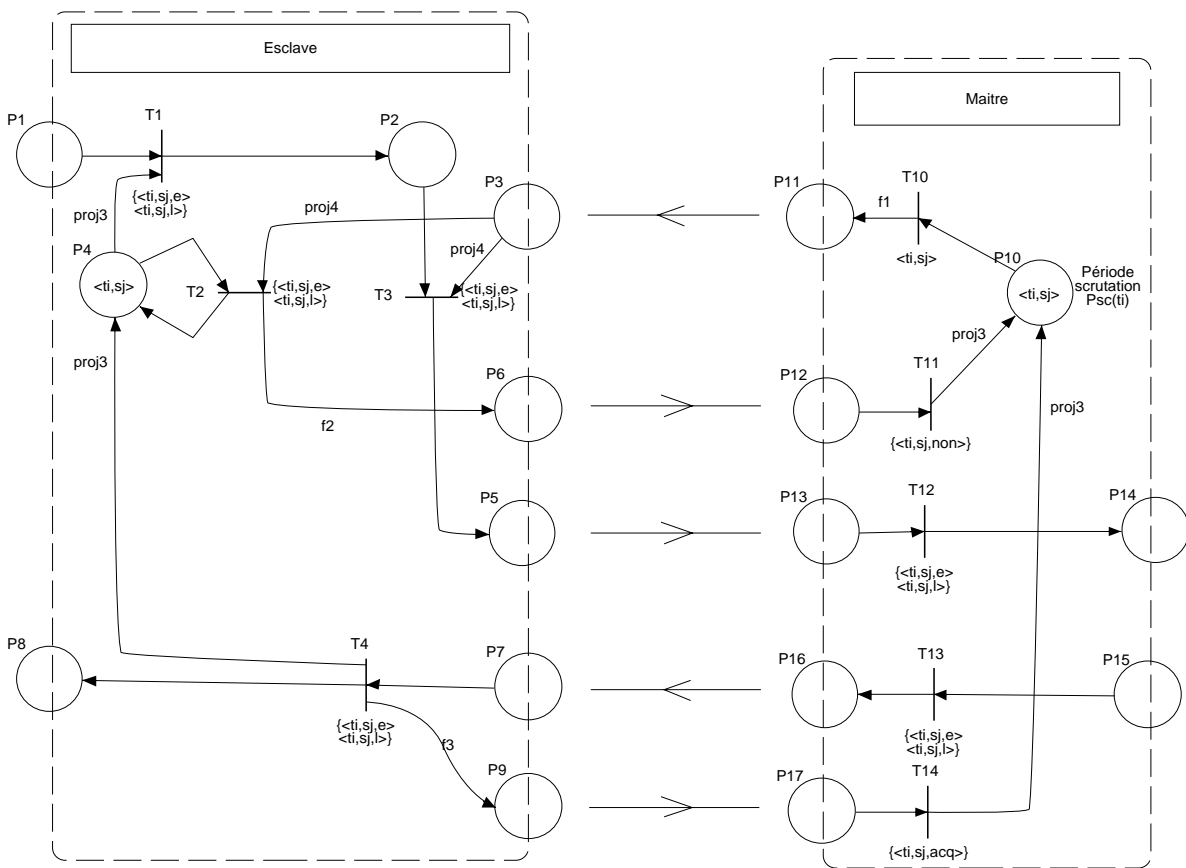 Esclave
Maitre
P1
T1
P2
{<ti,sj,e>
<ti,sj,l>}
proj3
P3
proj4
proj4
P4
<ti,sj>
T2
{<ti,sj,e>
<ti,sj,l>}
T3
{<ti,sj,e>
<ti,sj,l>}
proj3
P6
f2
P5
P8
T4
{<ti,sj,e>
<ti,sj,l>}
P7
f3
P9
P11
T10
f1
<ti,sj>
P10
<ti,sj>
Période
scrutation
Psc(ti)
proj3
P12
T11
{<ti,sj,non>}
proj3
P13
T12
{<ti,sj,e>
<ti,sj,l>}
P14
P16
T13
{<ti,sj,e>
<ti,sj,l>}
P15
P17
T14
{<ti,sj,acq>}